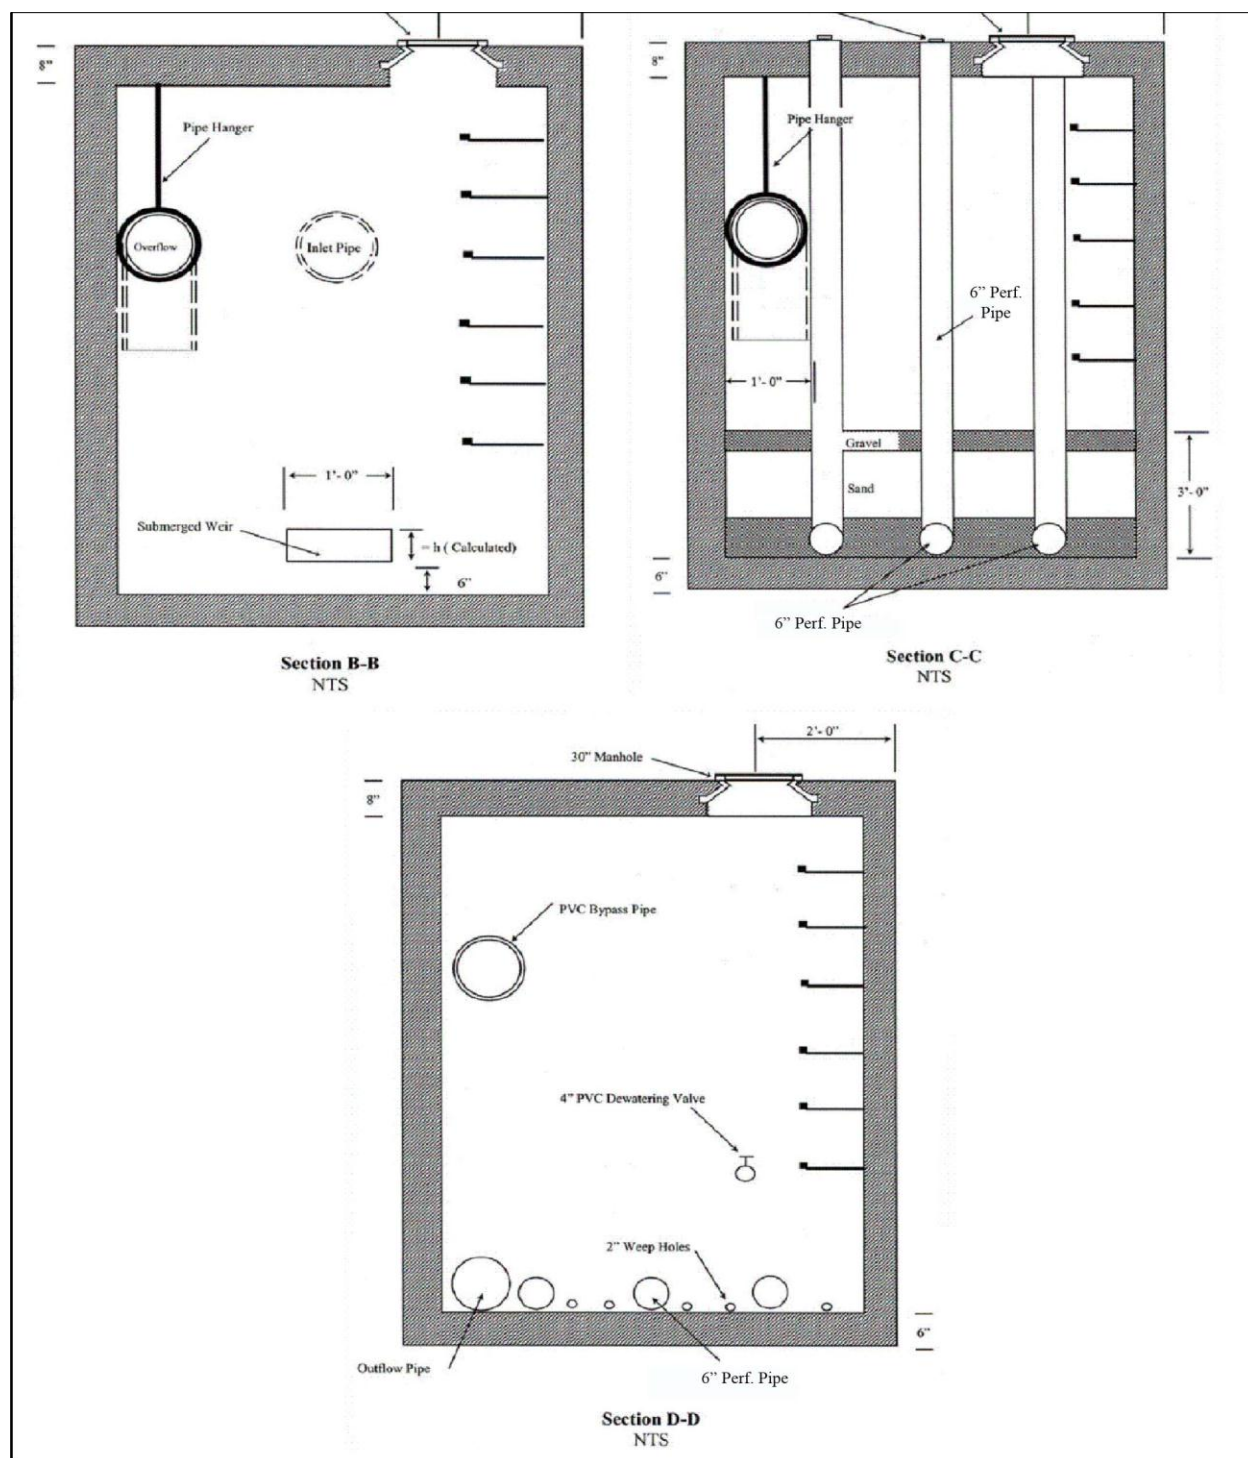 8”
Pipe Hanger
Overflow
Inlet Pipe
1’- 0”
Submerged Weir
= h ( Calculated)
6”
Section B-B
NTS
8”
Pipe Hanger
6” Perf.
Pipe
1’- 0”
Gravel
Sand
3’- 0”
6”
6” Perf. Pipe
Section C-C
NTS
2’- 0”
30” Manhole
8”
PVC Bypass Pipe
4” PVC Dewatering Valve
2” Weep Holes
6”
Outflow Pipe
6” Perf. Pipe
Section D-D
NTS